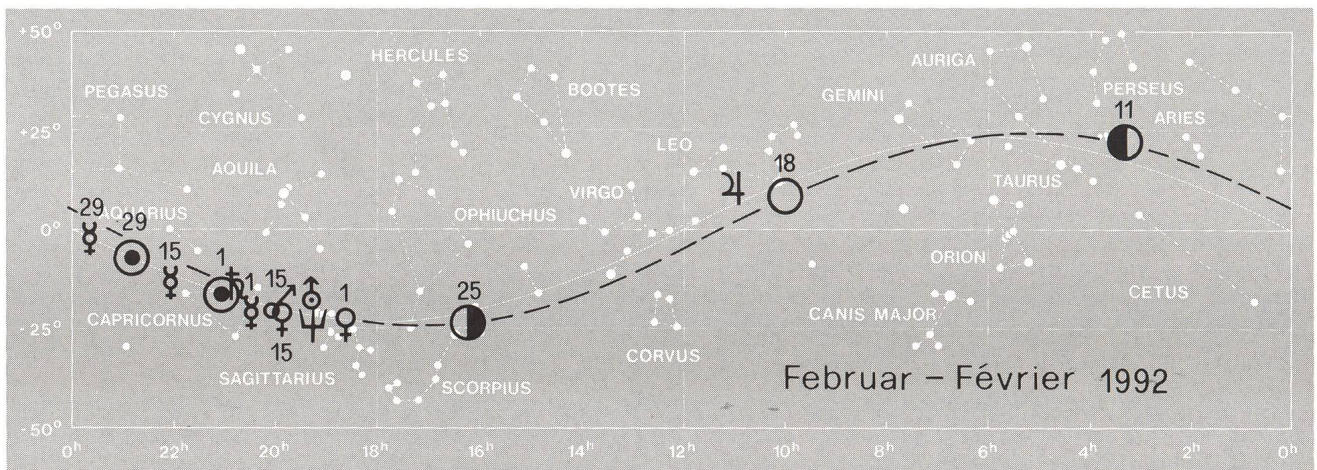 +50°
HERCULES
AURIGA
PEGASUS
BOOTES
GEMINI
PERSEUS
CYGNUS
11
ARIES
+25°
LEO
18
AQUILA
TAURUS
VIRGO
29
AQUARIUS
29
OPHIUCHUS
0°
15
1
ORION
1
15
1
25
CETUS
CAPRICORNUS
CANIS MAJOR
-25°
15
CORVUS
SAGITTARIUS
SCORPIUS
Februar – Février 1992
-50°
0h 22h 20h 18h 16h 14h 12h 10h 8h 6h 4h 2h 0h